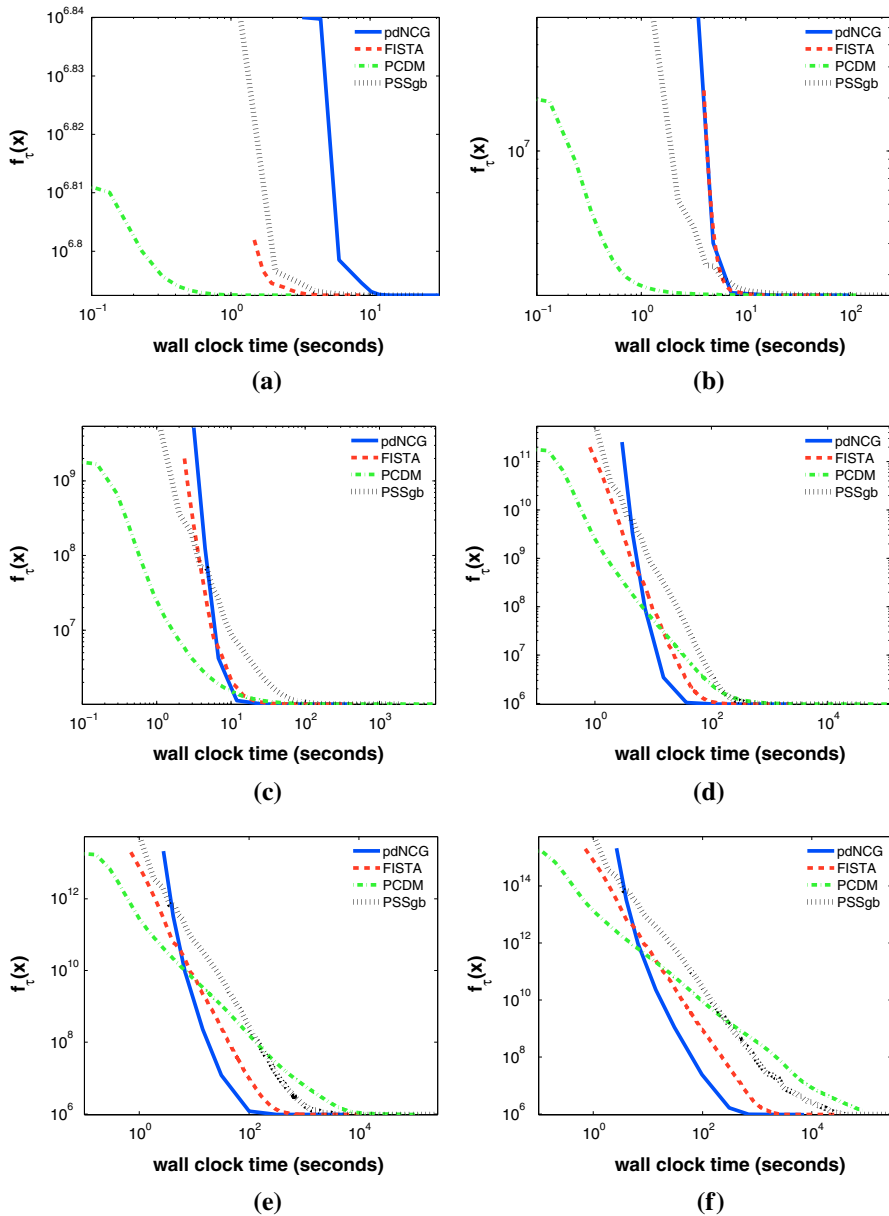 10^6.84
10^6.83
10^6.82
10^6.81
10^6.8
f_τ(x)
pdNCG
FISTA
PCDM
PSSgb
10^-1
10^0
10^1
wall clock time (seconds)
(a)
10^7
f_τ(x)
pdNCG
FISTA
PCDM
PSSgb
10^-1
10^0
10^1
10^2
wall clock time (seconds)
(b)
10^9
10^8
10^7
f_τ(x)
pdNCG
FISTA
PCDM
PSSgb
10^-1
10^0
10^1
10^2
10^3
wall clock time (seconds)
(c)
10^11
10^10
10^9
10^8
10^7
10^6
f_τ(x)
pdNCG
FISTA
PCDM
PSSgb
10^0
10^2
10^4
wall clock time (seconds)
(d)
10^12
10^10
10^8
10^6
f_τ(x)
pdNCG
FISTA
PCDM
PSSgb
10^0
10^2
10^4
wall clock time (seconds)
(e)
10^14
10^12
10^10
10^8
10^6
f_τ(x)
pdNCG
FISTA
PCDM
PSSgb
10^0
10^2
10^4
wall clock time (seconds)
(f)